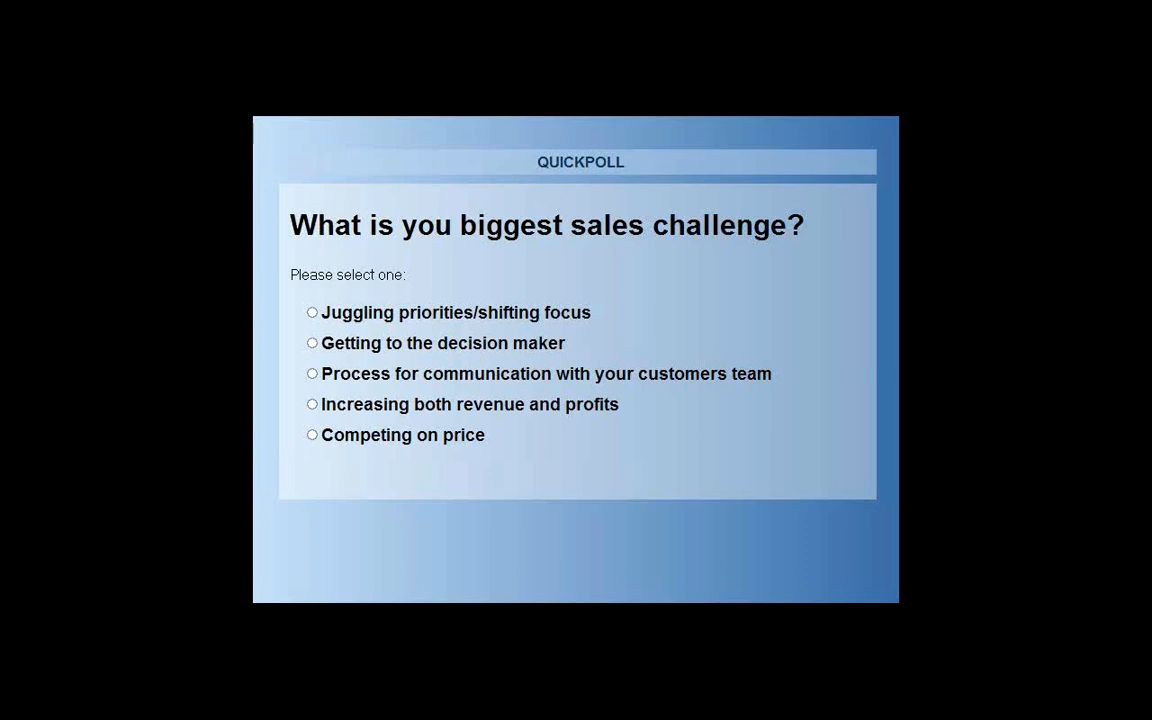 QUICKPOLL
What is you biggest sales challenge?
Please select one:
Juggling priorities/shifting focus
Getting to the decision maker
Process for communication with your customers team
Increasing both revenue and profits
Competing on price